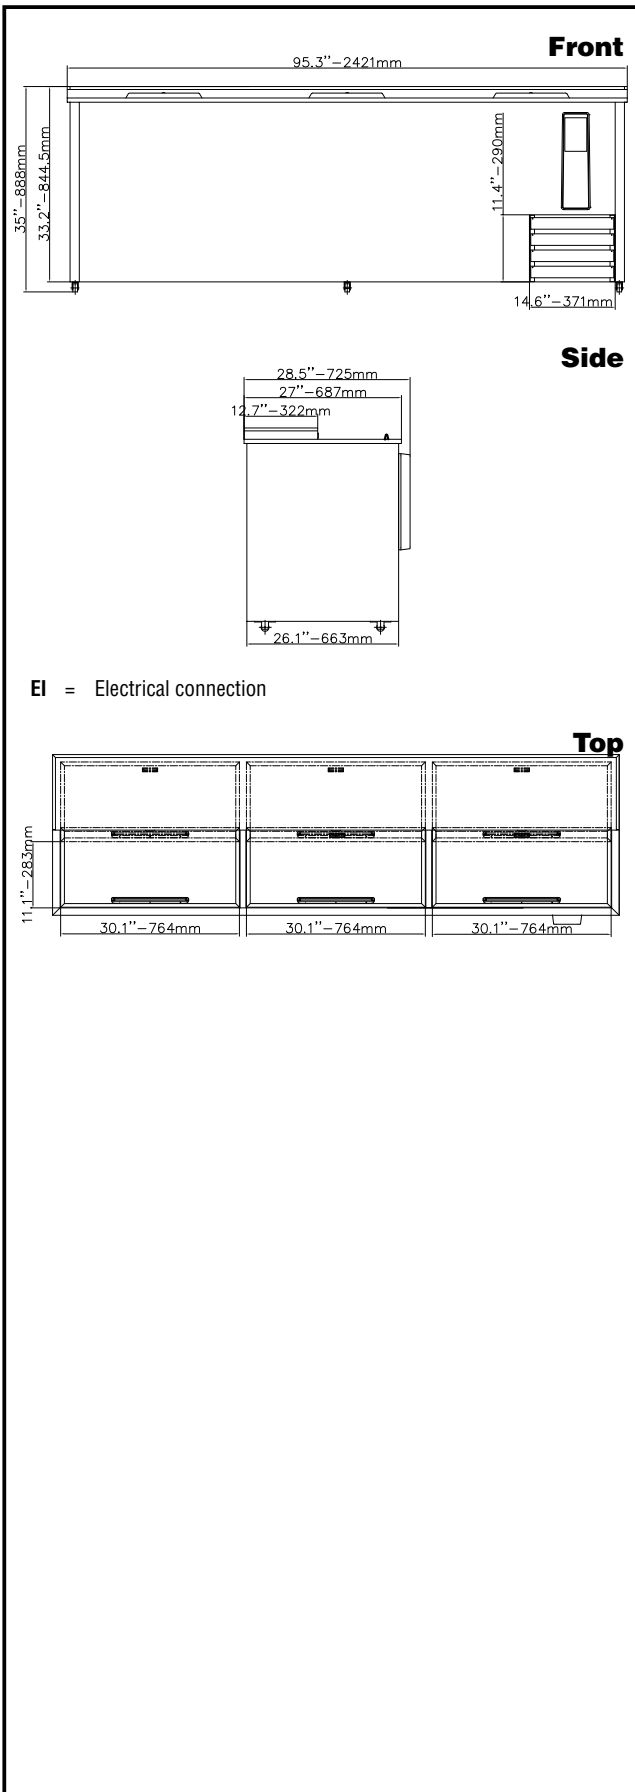 Front
95.3’’–2421mm
35’’–888mm
33.2’’–844.5mm
11.4’’–290mm
14.6’’–371mm
Side
28.5’’–725mm
27’’–687mm
12.7’’–322mm
26.1’’–663mm
EI = Electrical connection
Top
11.1’’–283mm
30.1’’–764mm 30.1’’–764mm 30.1’’–764mm